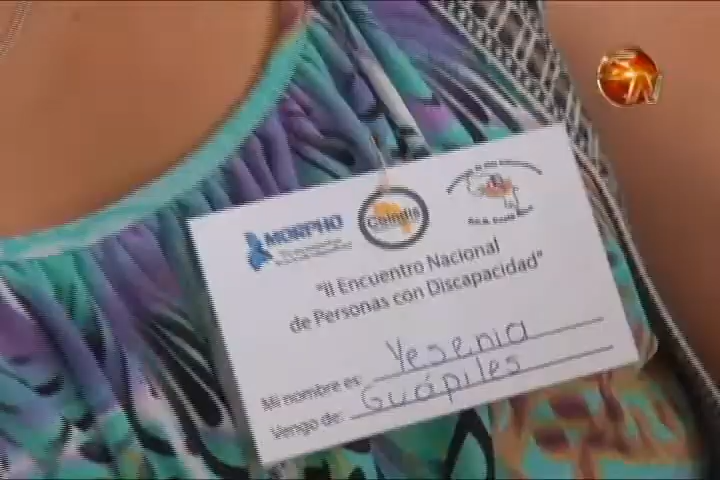 MORPHO
"II Encuentro Nacional
de Personas con Discapacidad"
Mi nombre es: Yesenia
Vengo de: Guápiles